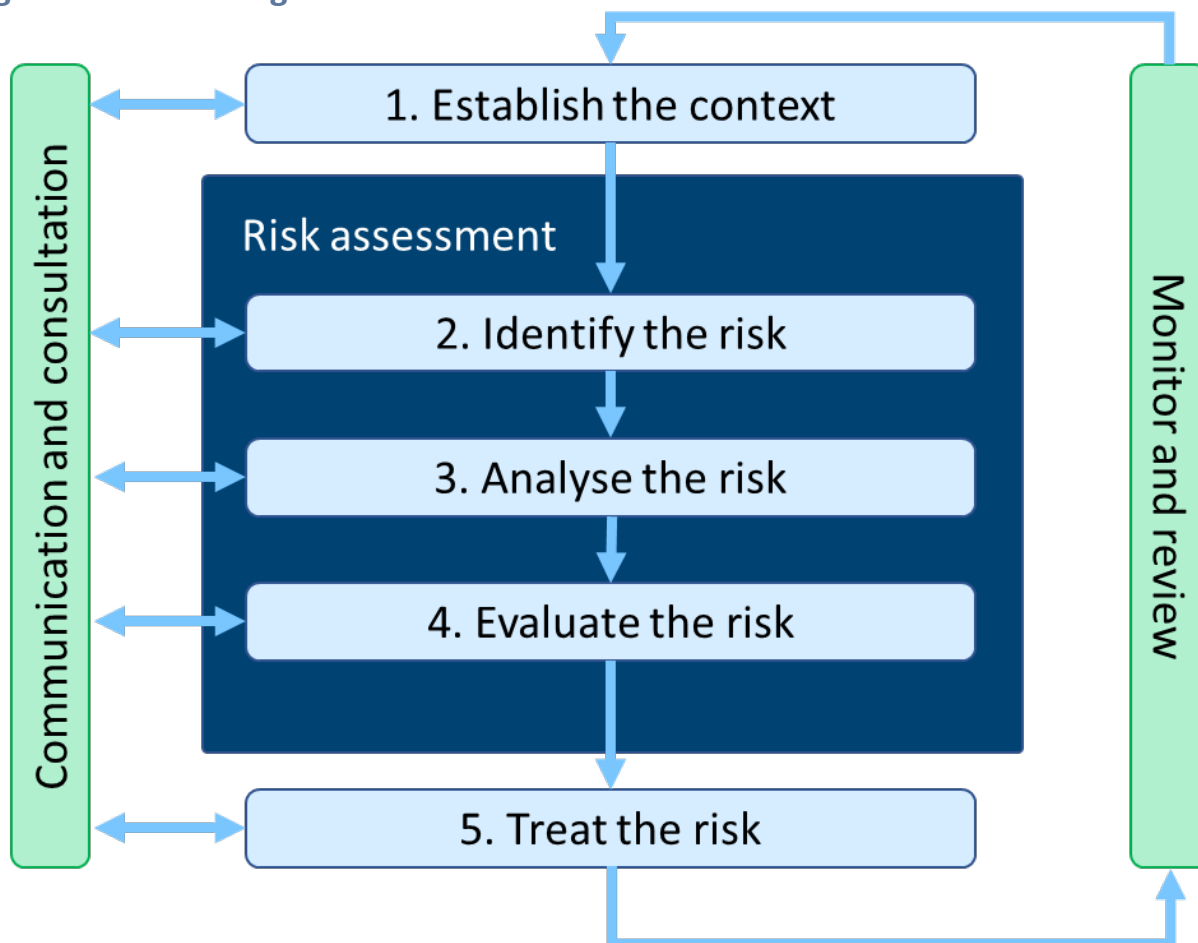 1. Establish the context
Communication and consultation
Risk assessment
2. Identify the risk
3. Analyse the risk
4. Evaluate the risk
5. Treat the risk
Monitor and review